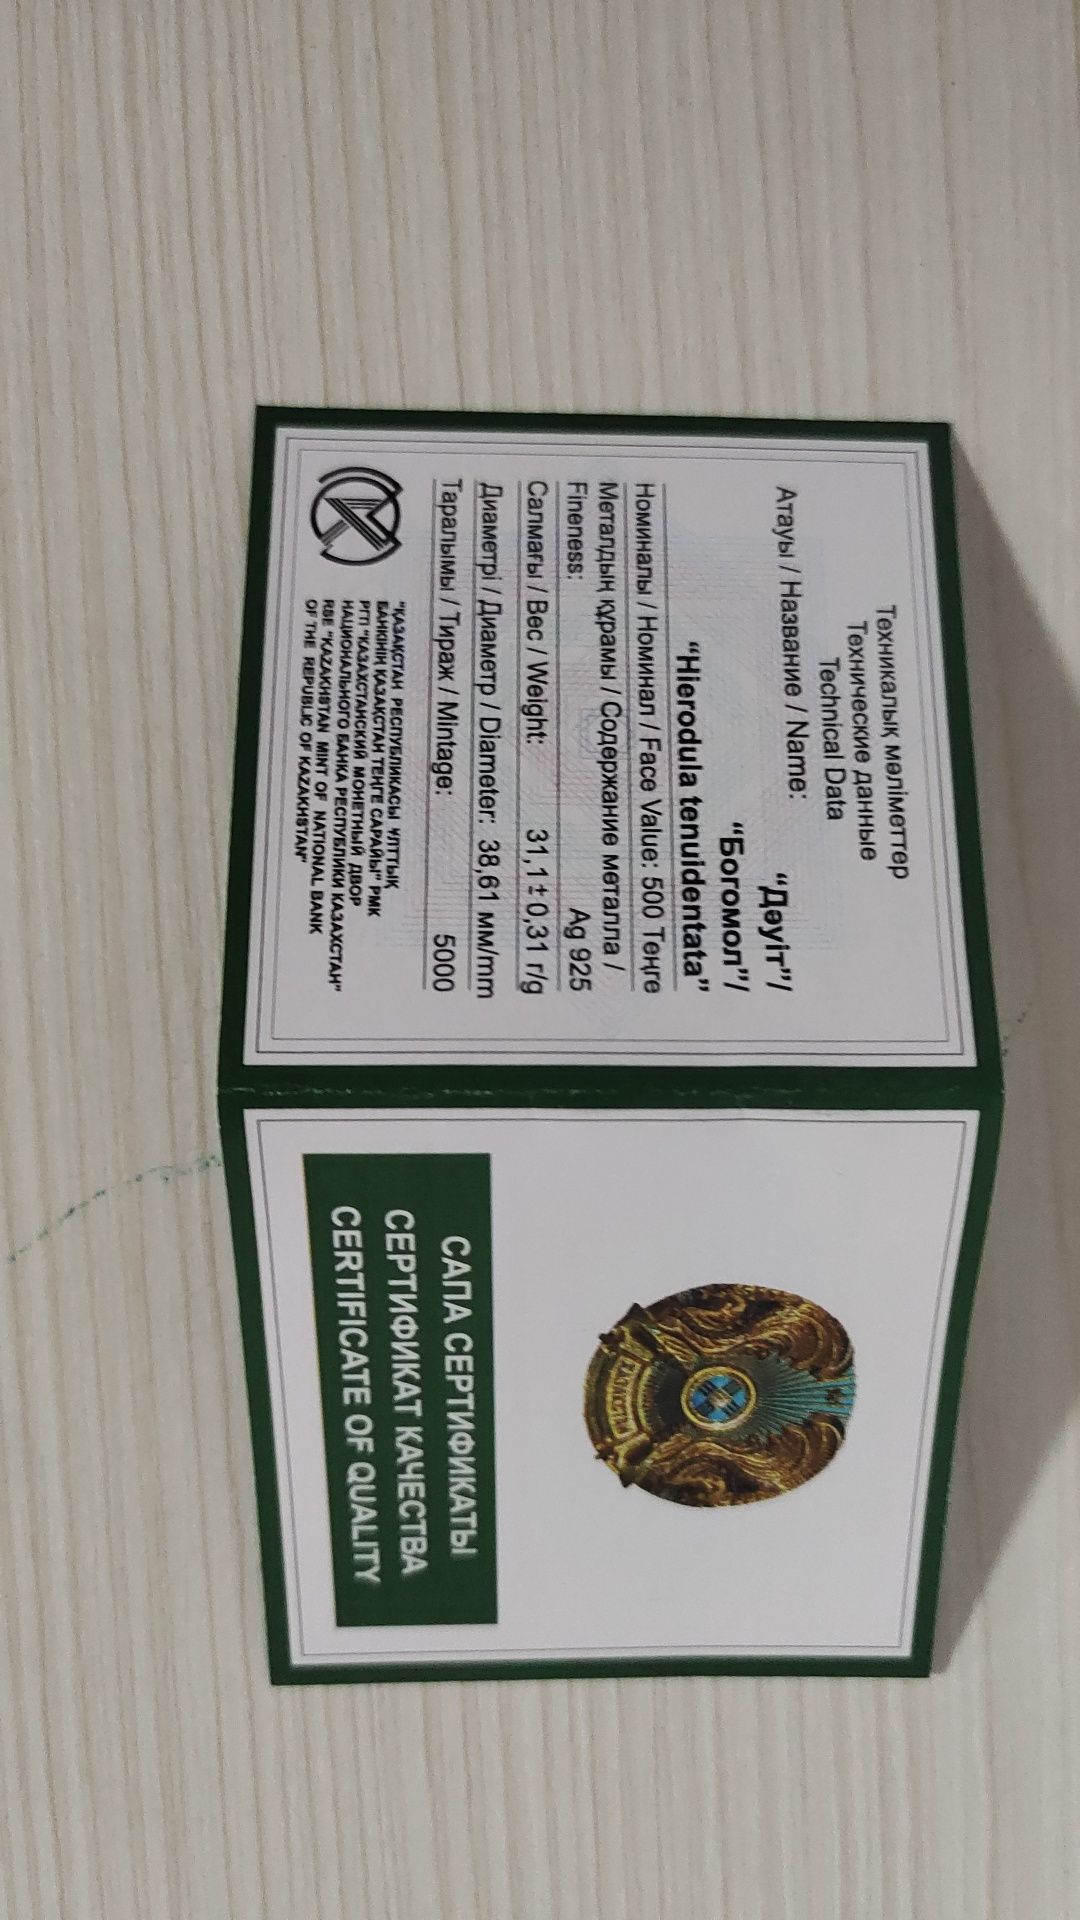 Техникалық мәліметтер
Технические данные
Technical Data
Атауы / Название / Name:
“Дәуіт”/
“Богомол”/
“Hierodula tenuidentata”
Номиналы / Номинал / Face Value: 500 Теңге
Металдың құрамы / Содержание металла /
Fineness: Ag 925
Салмағы / Вес / Weight: 31,1±0,31 г/g
Диаметрі / Диаметр / Diameter: 38,61 мм/mm
Таралымы / Тираж / Mintage: 5000
"ҚАЗАҚСТАН РЕСПУБЛИКАСЫ ҰЛТТЫҚ
БАНКІНІҢ ҚАЗАҚСТАН ТЕҢГЕ САРАЙЫ" РМК
РГП "КАЗАХСТАНСКИЙ МОНЕТНЫЙ ДВОР
НАЦИОНАЛЬНОГО БАНКА РЕСПУБЛИКИ КАЗАХСТАН"
RSE "KAZAKHSTAN MINT OF NATIONAL BANK
OF THE REPUBLIC OF KAZAKHSTAN"
САПА СЕРТИФИКАТЫ
СЕРТИФИКАТ КАЧЕСТВА
CERTIFICATE OF QUALITY